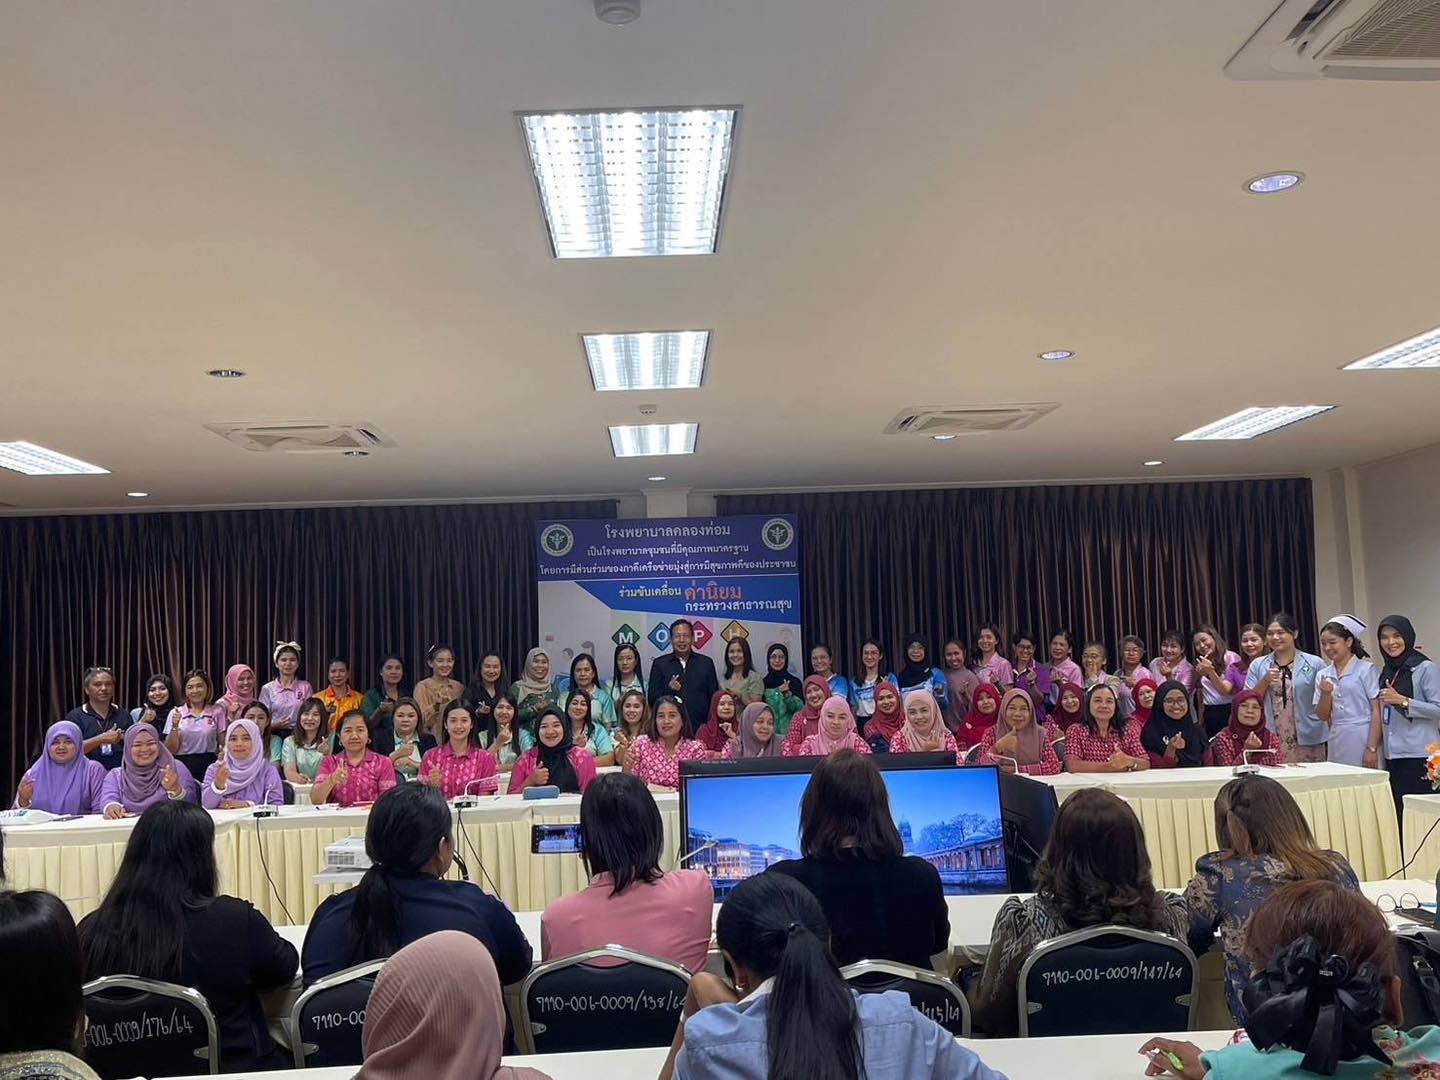 โรงพยาบาลคลองท่อม
เป็นโรงพยาบาลชุมชนที่มีคุณภาพมาตรฐาน
โดยการมีส่วนร่วมของภาคีเครือข่ายมุ่งสู่การมีสุขภาพดีของประชาชน
ร่วมขับเคลื่อน ค่านิยม
กระทรวงสาธารณสุข
M O P H
7110-006-0009/147/64
7110-006-0009/138/64
-006-0009/176/64